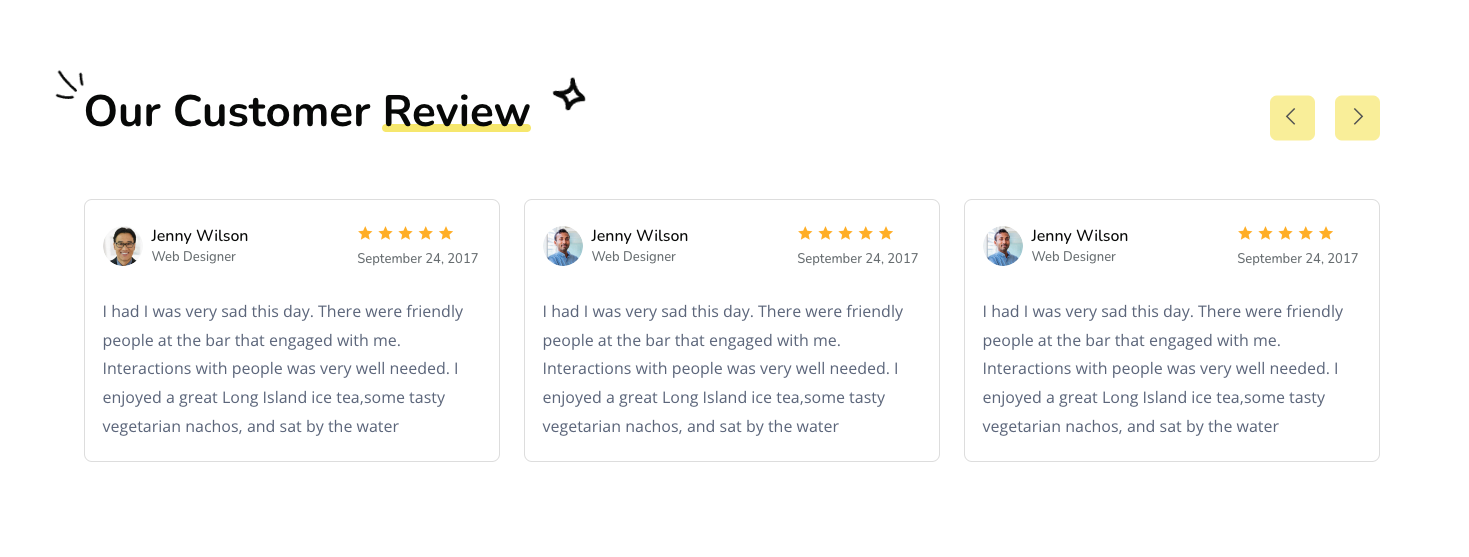 Our Customer Review
Jenny Wilson
Web Designer
September 24, 2017
I had I was very sad this day. There were friendly
people at the bar that engaged with me.
Interactions with people was very well needed. I
enjoyed a great Long Island ice tea,some tasty
vegetarian nachos, and sat by the water
Jenny Wilson
Web Designer
September 24, 2017
I had I was very sad this day. There were friendly
people at the bar that engaged with me.
Interactions with people was very well needed. I
enjoyed a great Long Island ice tea,some tasty
vegetarian nachos, and sat by the water
Jenny Wilson
Web Designer
September 24, 2017
I had I was very sad this day. There were friendly
people at the bar that engaged with me.
Interactions with people was very well needed. I
enjoyed a great Long Island ice tea,some tasty
vegetarian nachos, and sat by the water